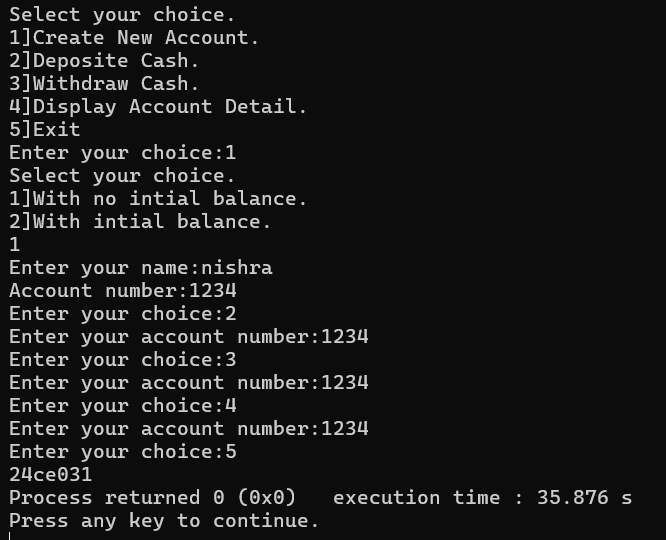 Select your choice.
1]Create New Account.
2]Deposite Cash.
3]Withdraw Cash.
4]Display Account Detail.
5]Exit
Enter your choice:1
Select your choice.
1]With no intial balance.
2]With intial balance.
1
Enter your name:nishra
Account number:1234
Enter your choice:2
Enter your account number:1234
Enter your choice:3
Enter your account number:1234
Enter your choice:4
Enter your account number:1234
Enter your choice:5
24ce031
Process returned 0 (0x0)   execution time : 35.876 s
Press any key to continue.